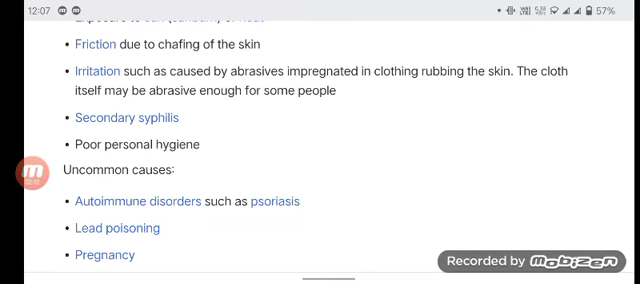 12:07
57%
Friction due to chafing of the skin
Irritation such as caused by abrasives impregnated in clothing rubbing the skin. The cloth
itself may be abrasive enough for some people
Secondary syphilis
Poor personal hygiene
Uncommon causes:
Autoimmune disorders such as psoriasis
Lead poisoning
Pregnancy
Recorded by mobizen